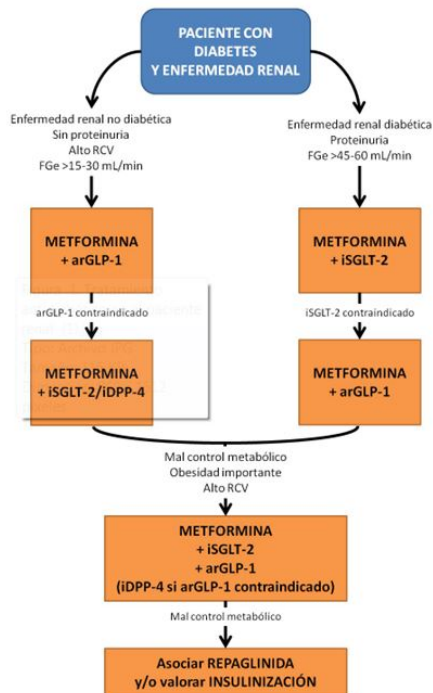 PACIENTE CON
DIABETES
Y ENFERMEDAD RENAL
Enfermedad renal no diabética
Sin proteinuria
Alto RCV
FGe >15-30 mL/min
Enfermedad renal diabética
Proteinuria
FGe >45-60 mL/min
METFORMINA
+ arGLP-1
METFORMINA
+ iSGLT-2
arGLP-1 contraindicado
iSGLT-2 contraindicado
METFORMINA
+ iSGLT-2/iDPP-4
METFORMINA
+ arGLP-1
Mal control metabólico
Obesidad importante
Alto RCV
METFORMINA
+ iSGLT-2
+ arGLP-1
(iDPP-4 si arGLP-1 contraindicado)
Mal control metabólico
Asociar REPAGLINIDA
y/o valorar INSULINIZACIÓN